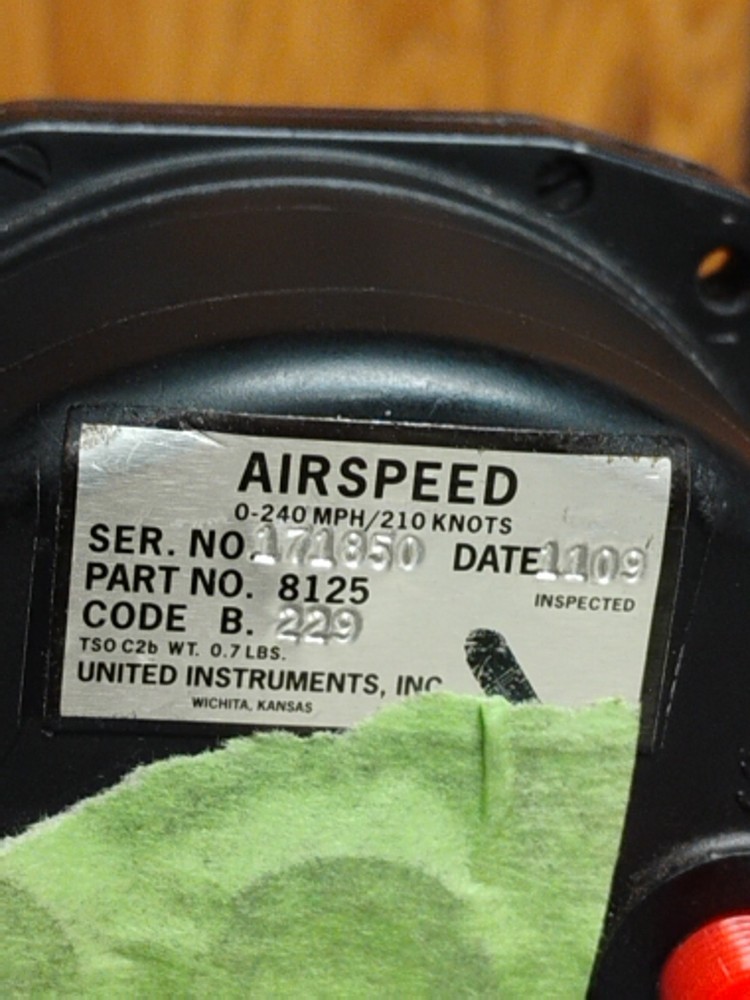 AIRSPEED
0-240 MPH/210 KNOTS
SER. NO. 171850 DATE 1109
PART NO. 8125
INSPECTED
CODE B. 229
TSO C2b WT. 0.7 LBS.
UNITED INSTRUMENTS, INC
WICHITA, KANSAS